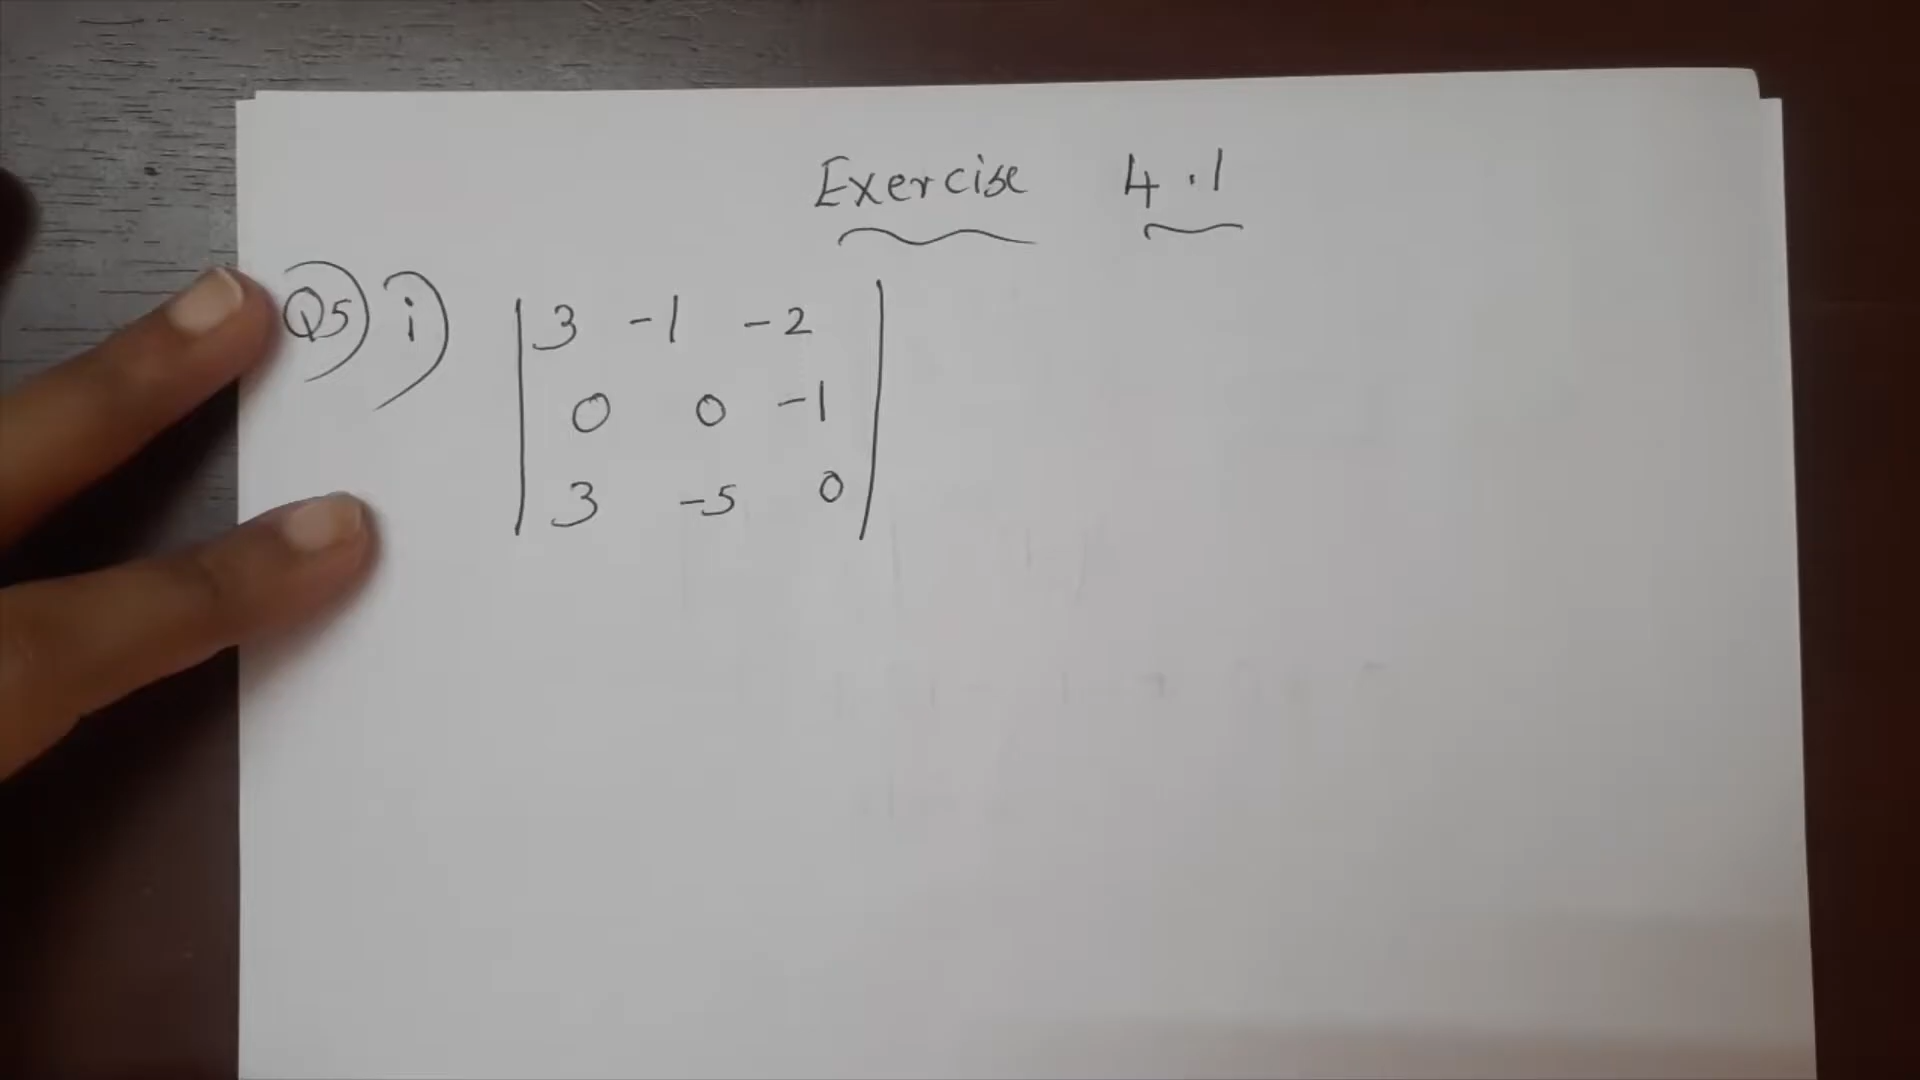 Exercise 4.1
Q5) i) | 3 -1 -2 |
| 0 0 -1 |
| 3 -5 0 |